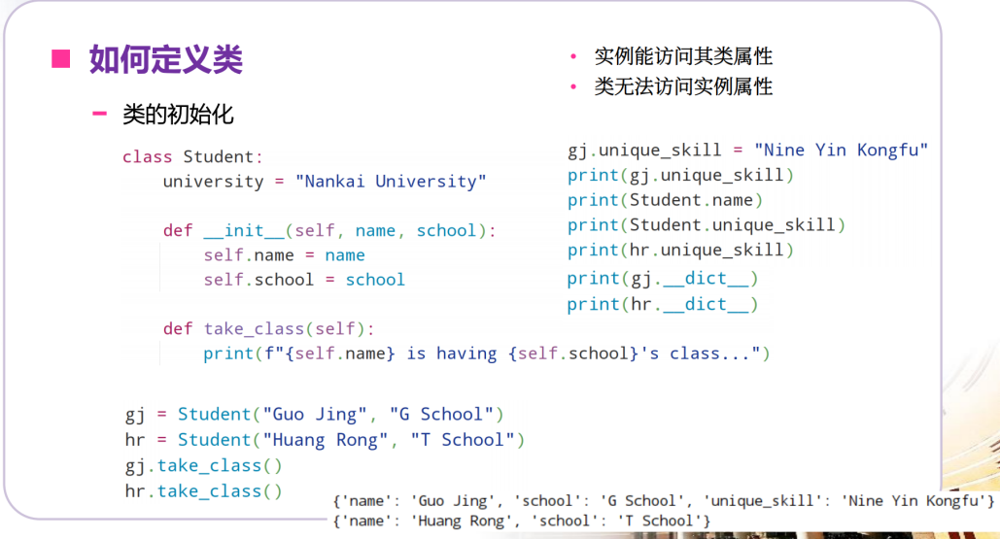 如何定义类
类的初始化
class Student:
    university = "Nankai University"
    def __init__(self, name, school):
        self.name = name
        self.school = school
    def take_class(self):
        print(f"{self.name} is having {self.school}'s class...")
gj = Student("Guo Jing", "G School")
hr = Student("Huang Rong", "T School")
gj.take_class()
hr.take_class()
实例能访问其类属性
类无法访问实例属性
gj.unique_skill = "Nine Yin Kongfu"
print(gj.unique_skill)
print(Student.name)
print(Student.unique_skill)
print(hr.unique_skill)
print(gj.__dict__)
print(hr.__dict__)
{'name': 'Guo Jing', 'school': 'G School', 'unique_skill': 'Nine Yin Kongfu'}
{'name': 'Huang Rong', 'school': 'T School'}